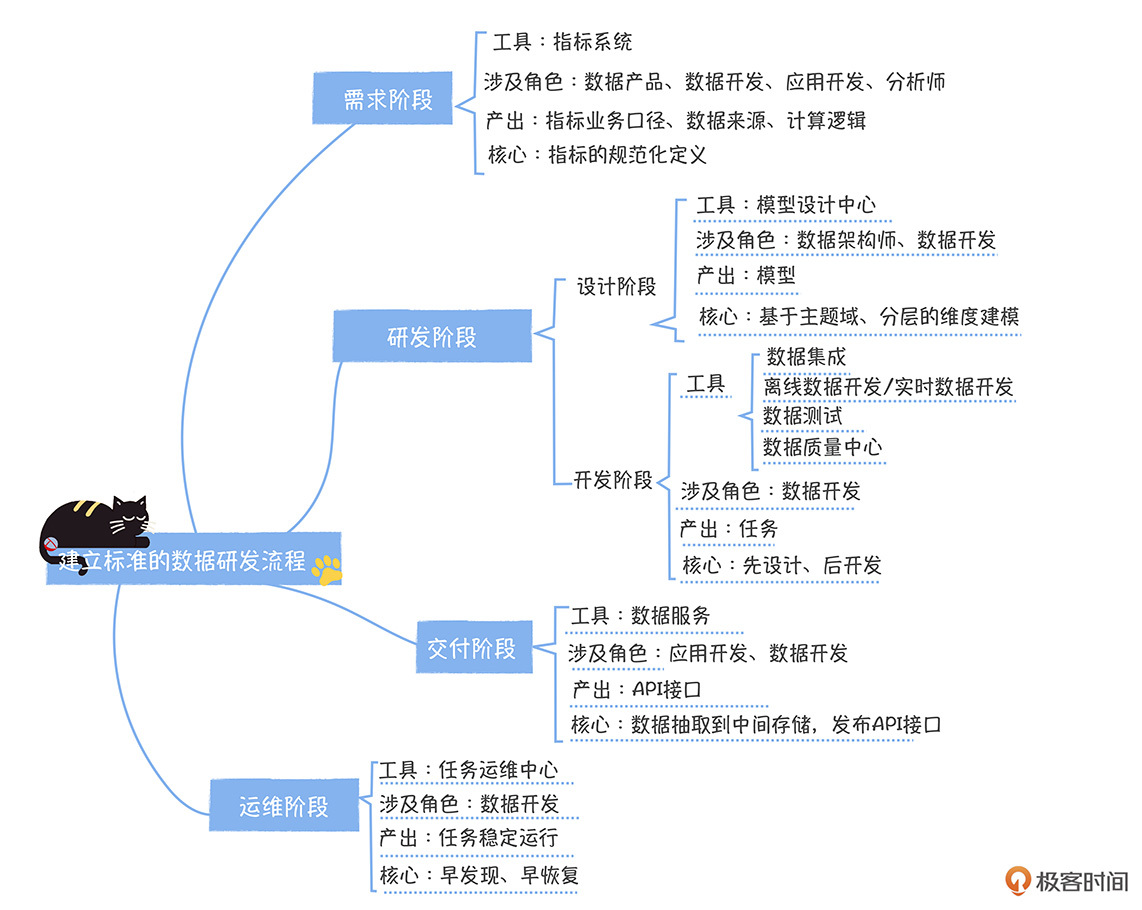 工具：指标系统
涉及角色：数据产品、数据开发、应用开发、分析师
需求阶段
产出：指标业务口径、数据来源、计算逻辑
核心：指标的规范化定义
工具：模型设计中心
涉及角色：数据架构师、数据开发
设计阶段
产出：模型
核心：基于主题域、分层的维度建模
研发阶段
数据集成
工具
离线数据开发/实时数据开发
数据测试
数据质量中心
开发阶段
涉及角色：数据开发
产出：任务
核心：先设计、后开发
建立标准的数据研发流程
工具：数据服务
交付阶段
涉及角色：应用开发、数据开发
产出：API接口
核心：数据抽取到中间存储，发布API接口
工具：任务运维中心
运维阶段
涉及角色：数据开发
产出：任务稳定运行
核心：早发现、早恢复
极客时间